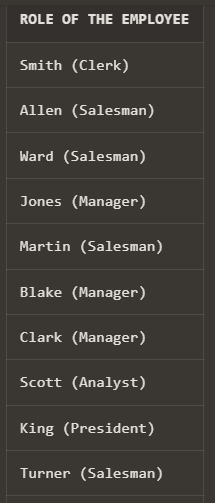 ROLE OF THE EMPLOYEE
Smith (Clerk)
Allen (Salesman)
Ward (Salesman)
Jones (Manager)
Martin (Salesman)
Blake (Manager)
Clark (Manager)
Scott (Analyst)
King (President)
Turner (Salesman)